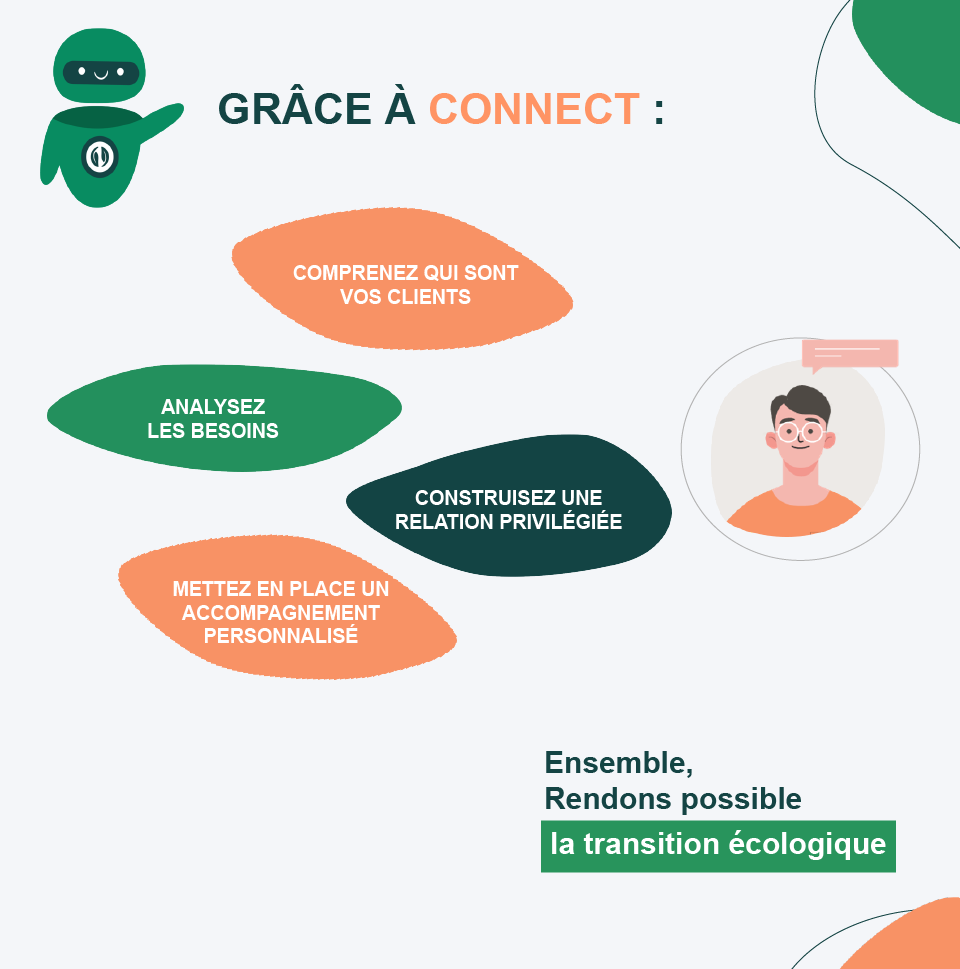 GRÂCE À CONNECT :
COMPRENEZ QUI SONT
VOS CLIENTS
ANALYSEZ
LES BESOINS
CONSTRUISEZ UNE
RELATION PRIVILÉGIÉE
METTEZ EN PLACE UN
ACCOMPAGNEMENT
PERSONNALISÉ
Ensemble,
Rendons possible
la transition écologique